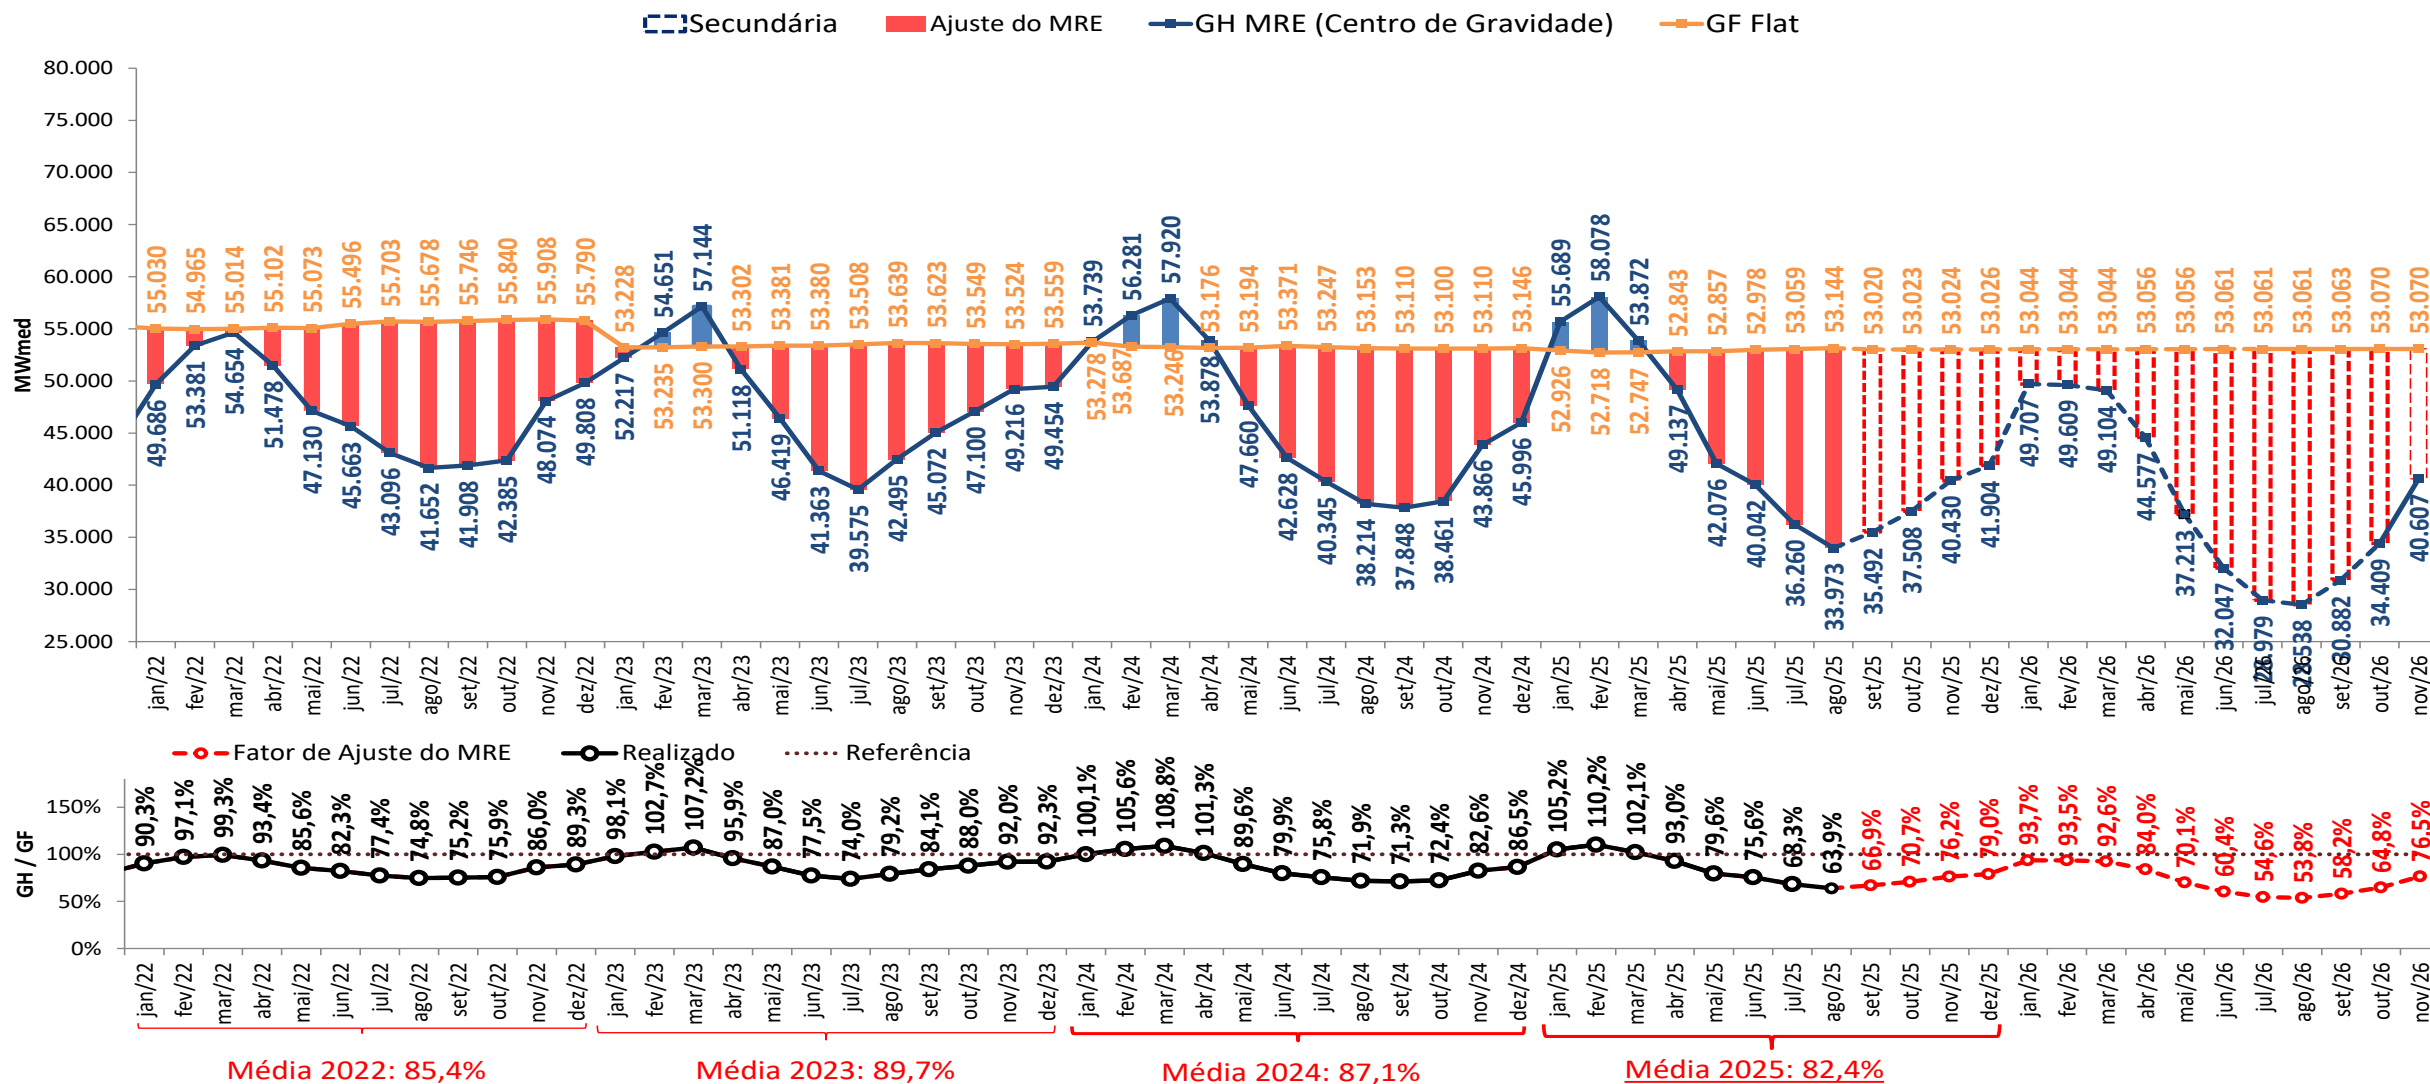 Secundária Ajuste do MRE GH MRE (Centro de Gravidade) GF Flat
MWmed
80.000
75.000
70.000
65.000
60.000
55.000
50.000
45.000
40.000
35.000
30.000
25.000
55.030 54.965 55.014 55.102 55.073 55.496 55.703 55.678 55.746 55.840 55.908 55.790 53.228 53.235 53.300 53.302 53.381 53.380 53.508 53.639 53.623 53.549 53.524 53.559 53.278 53.687 53.246 53.176 53.194 53.371 53.247 53.153 53.110 53.100 53.110 53.146 52.926 52.718 52.747 52.843 52.857 52.978 53.059 53.144 53.020 53.023 53.024 53.026 53.044 53.044 53.044 53.056 53.056 53.061 53.061 53.061 53.063 53.070 53.070
49.686 53.381 54.654 51.478 47.130 45.663 43.096 41.652 41.908 42.385 48.074 49.808 52.217 54.651 57.144 51.118 46.419 41.363 39.575 42.495 45.072 47.100 49.216 49.454 53.739 56.281 57.920 53.878 47.660 42.628 40.345 38.214 37.848 38.461 43.866 45.996 55.689 58.078 53.872 49.137 42.076 40.042 36.260 33.973 35.492 37.508 40.430 41.904 49.707 49.609 49.104 44.577 37.213 32.047 28.979 28.538 30.882 34.409 40.607
jan/22 fev/22 mar/22 abr/22 mai/22 jun/22 jul/22 ago/22 set/22 out/22 nov/22 dez/22 jan/23 fev/23 mar/23 abr/23 mai/23 jun/23 jul/23 ago/23 set/23 out/23 nov/23 dez/23 jan/24 fev/24 mar/24 abr/24 mai/24 jun/24 jul/24 ago/24 set/24 out/24 nov/24 dez/24 jan/25 fev/25 mar/25 abr/25 mai/25 jun/25 jul/25 ago/25 set/25 out/25 nov/25 dez/25 jan/26 fev/26 mar/26 abr/26 mai/26 jun/26 jul/26 ago/26 set/26 out/26 nov/26
Fator de Ajuste do MRE Realizado Referência
GH / GF
150%
100%
50%
0%
90,3% 97,1% 99,3% 93,4% 85,6% 82,3% 77,4% 74,8% 75,2% 75,9% 86,0% 89,3% 98,1% 102,7% 107,2% 95,9% 87,0% 77,5% 74,0% 79,2% 84,1% 88,0% 92,0% 92,3% 100,1% 105,6% 108,8% 101,3% 89,6% 79,9% 75,8% 71,9% 71,3% 72,4% 82,6% 86,5% 105,2% 110,2% 102,1% 93,0% 79,6% 75,6% 68,3% 63,9% 66,9% 70,7% 76,2% 79,0% 93,7% 93,5% 92,6% 84,0% 70,1% 60,4% 54,6% 53,8% 58,2% 64,8% 76,5%
jan/22 fev/22 mar/22 abr/22 mai/22 jun/22 jul/22 ago/22 set/22 out/22 nov/22 dez/22 jan/23 fev/23 mar/23 abr/23 mai/23 jun/23 jul/23 ago/23 set/23 out/23 nov/23 dez/23 jan/24 fev/24 mar/24 abr/24 mai/24 jun/24 jul/24 ago/24 set/24 out/24 nov/24 dez/24 jan/25 fev/25 mar/25 abr/25 mai/25 jun/25 jul/25 ago/25 set/25 out/25 nov/25 dez/25 jan/26 fev/26 mar/26 abr/26 mai/26 jun/26 jul/26 ago/26 set/26 out/26 nov/26
Média 2022: 85,4% Média 2023: 89,7% Média 2024: 87,1% Média 2025: 82,4%